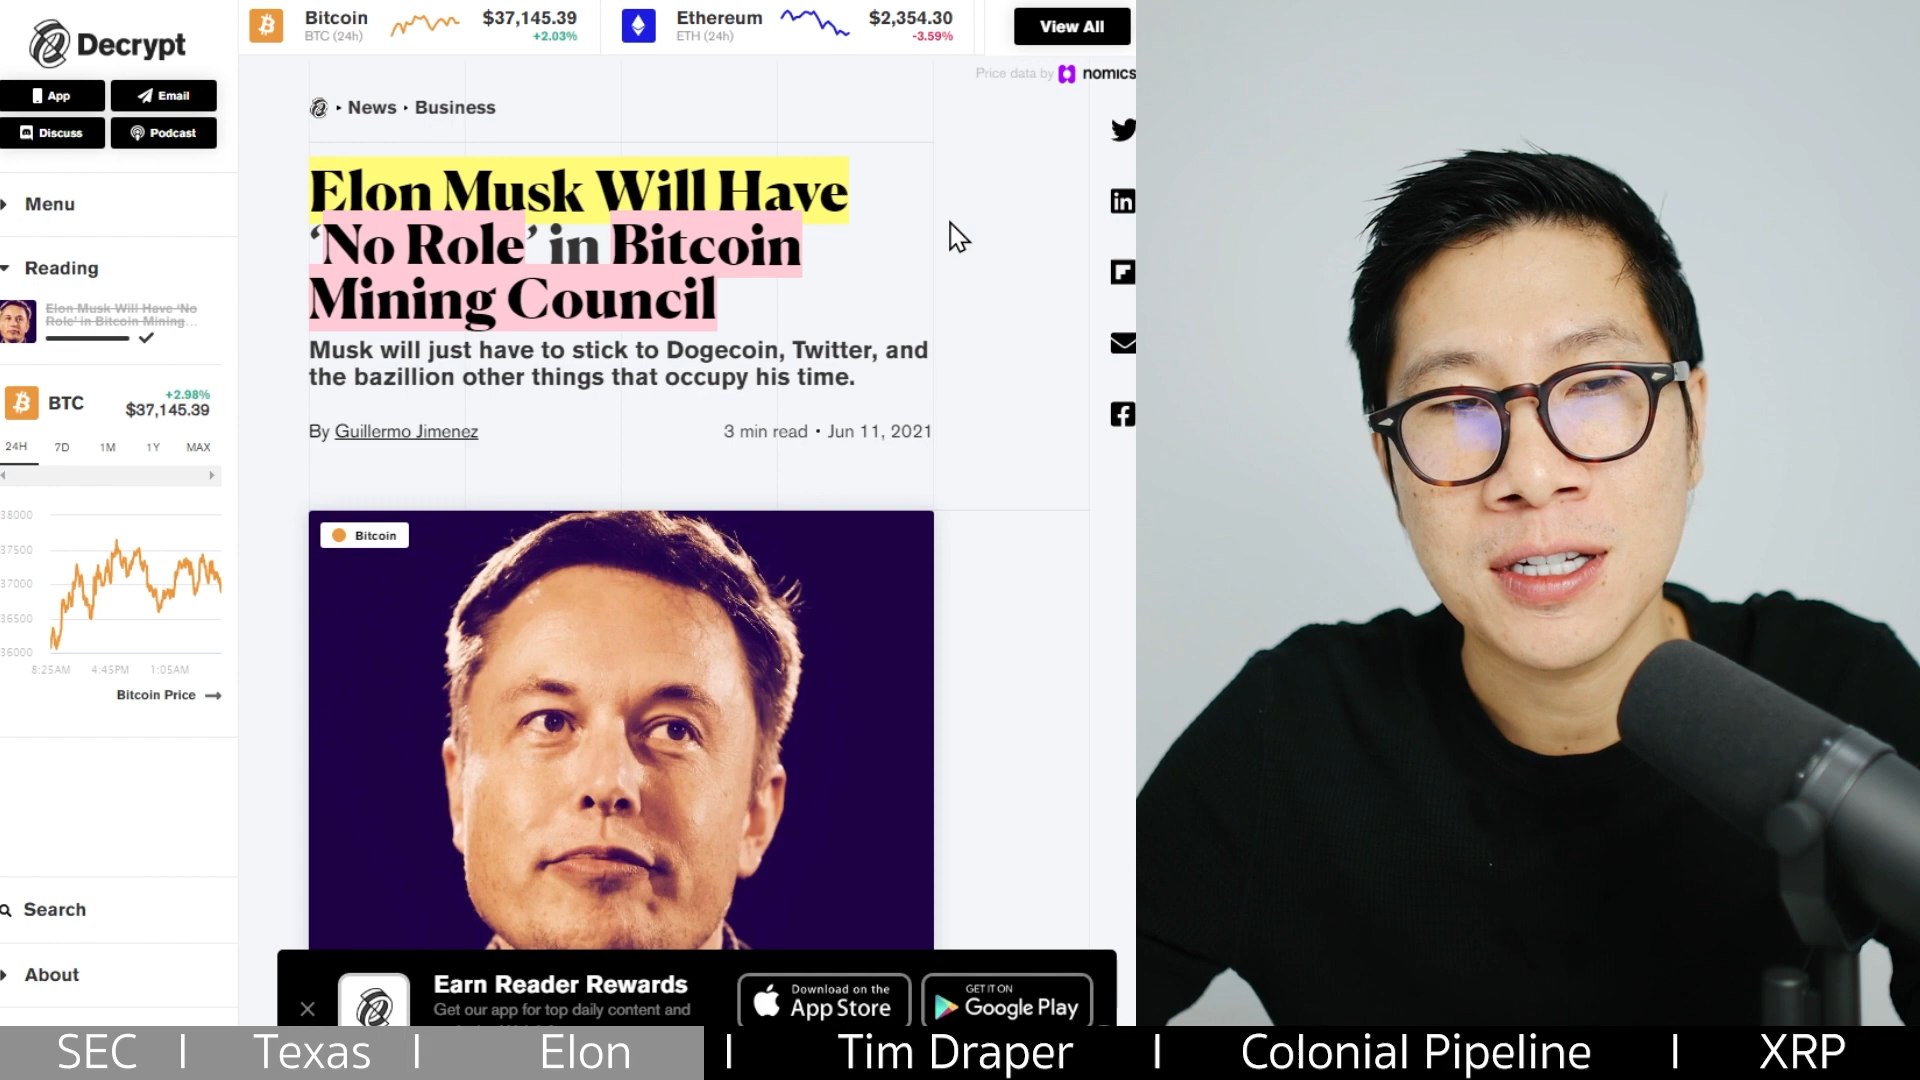 Decrypt
App
Email
Discuss
Podcast
Menu
Reading
Elon Musk Will Have ‘No
Role’ in Bitcoin Mining...
BTC
+2.98%
$37,145.39
24H 7D 1M 1Y MAX
38000
37500
37000
36500
36000
8:25AM 4:45PM 1:05AM
Bitcoin Price
Search
About
Bitcoin
BTC (24h)
$37,145.39
+2.03%
Ethereum
ETH (24h)
$2,354.30
-3.59%
View All
Price data by nomics
News • Business
Elon Musk Will Have
‘No Role’ in Bitcoin
Mining Council
Musk will just have to stick to Dogecoin, Twitter, and
the bazillion other things that occupy his time.
By Guillermo Jimenez
3 min read • Jun 11, 2021
Bitcoin
Earn Reader Rewards
Get our app for top daily content and
Download on the
App Store
GET IT ON
Google Play
SEC | Texas | Elon | Tim Draper | Colonial Pipeline | XRP